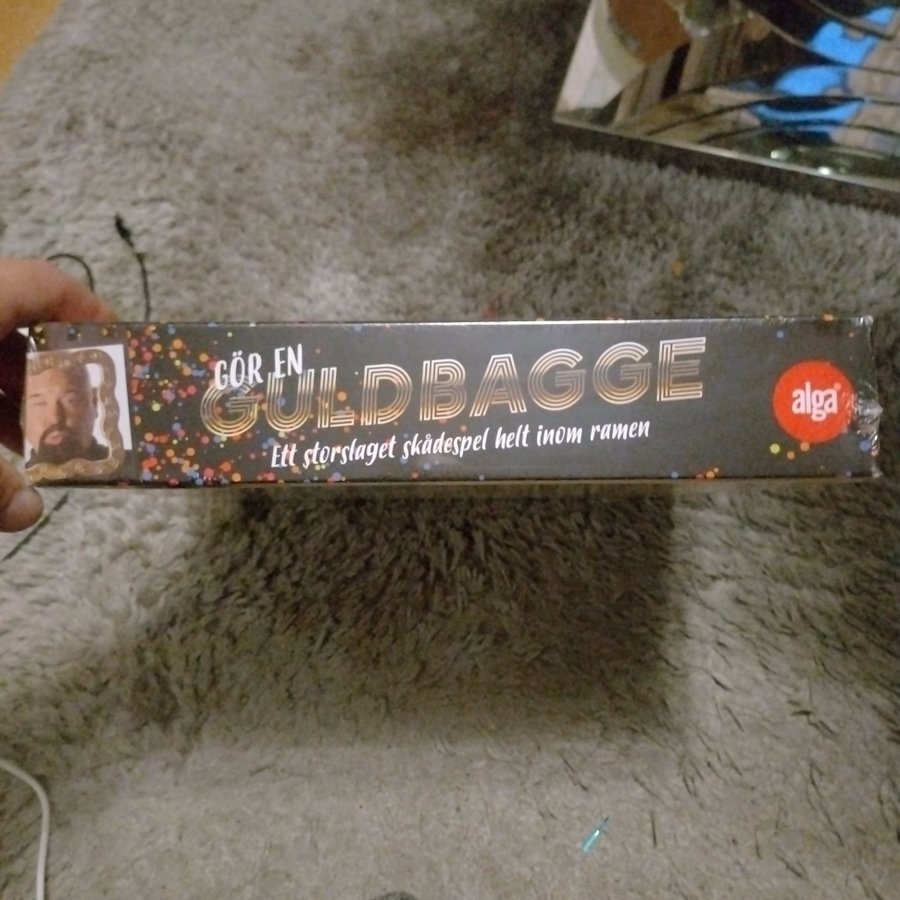 GÖR EN
GULDBAGGE
Ett storslaget skådespel helt inom ramen
alga